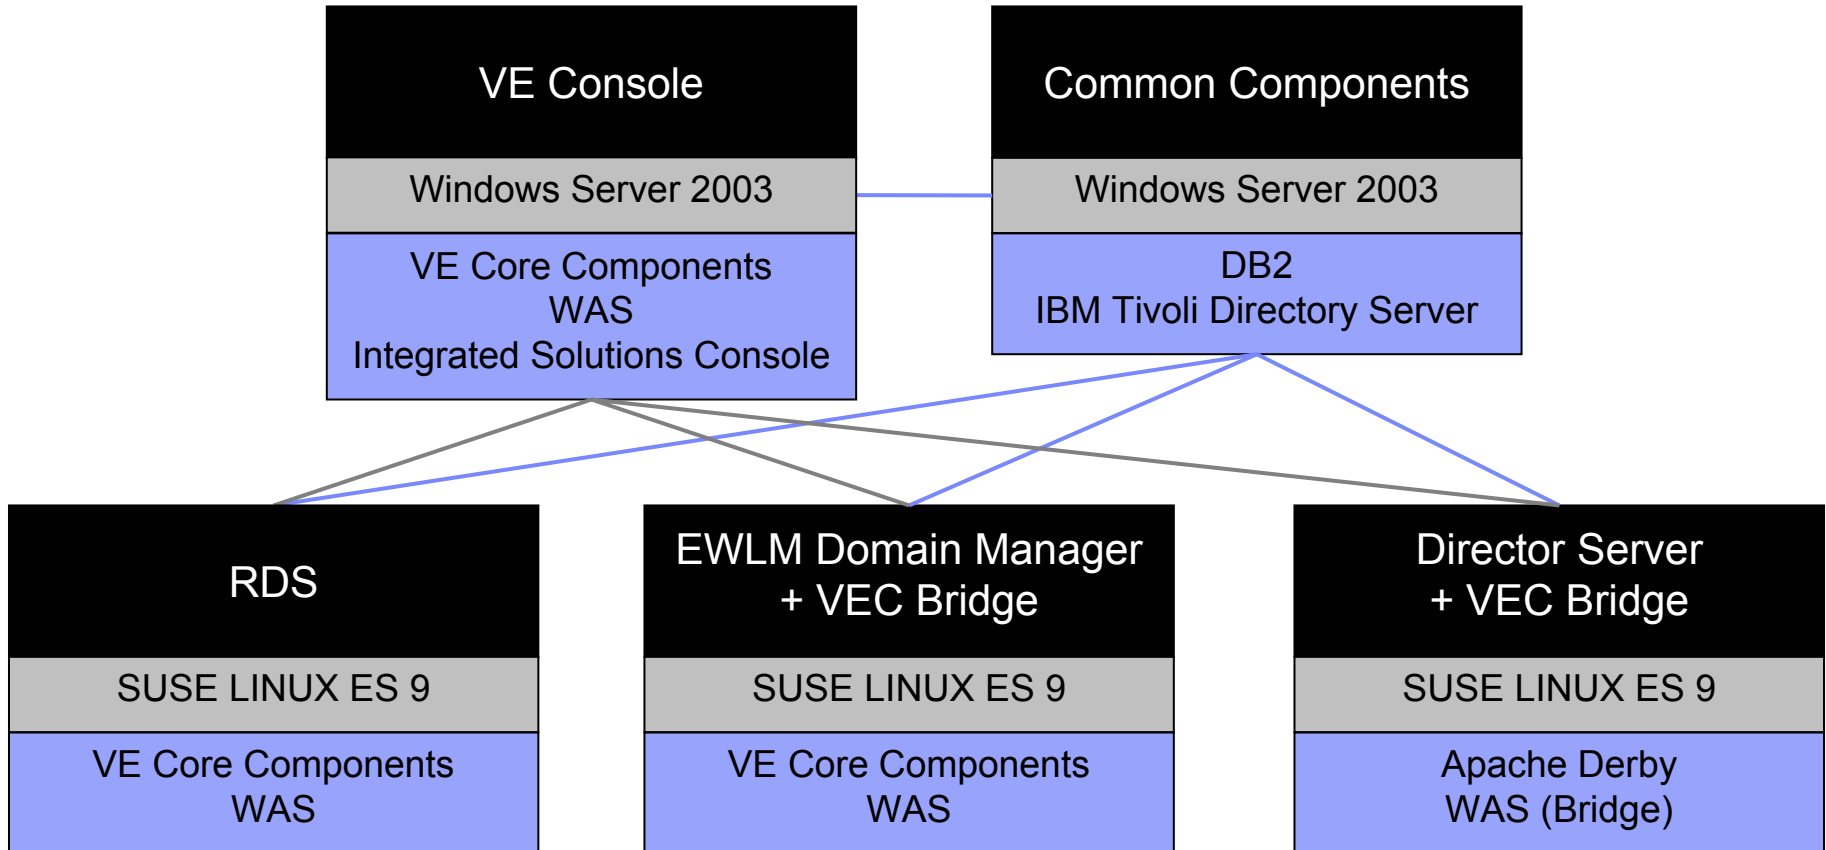 VE Console
Windows Server 2003
VE Core Components
WAS
Integrated Solutions Console
Common Components
Windows Server 2003
DB2
IBM Tivoli Directory Server
RDS
SUSE LINUX ES 9
VE Core Components
WAS
EWLM Domain Manager
+ VEC Bridge
SUSE LINUX ES 9
VE Core Components
WAS
Director Server
+ VEC Bridge
SUSE LINUX ES 9
Apache Derby
WAS (Bridge)